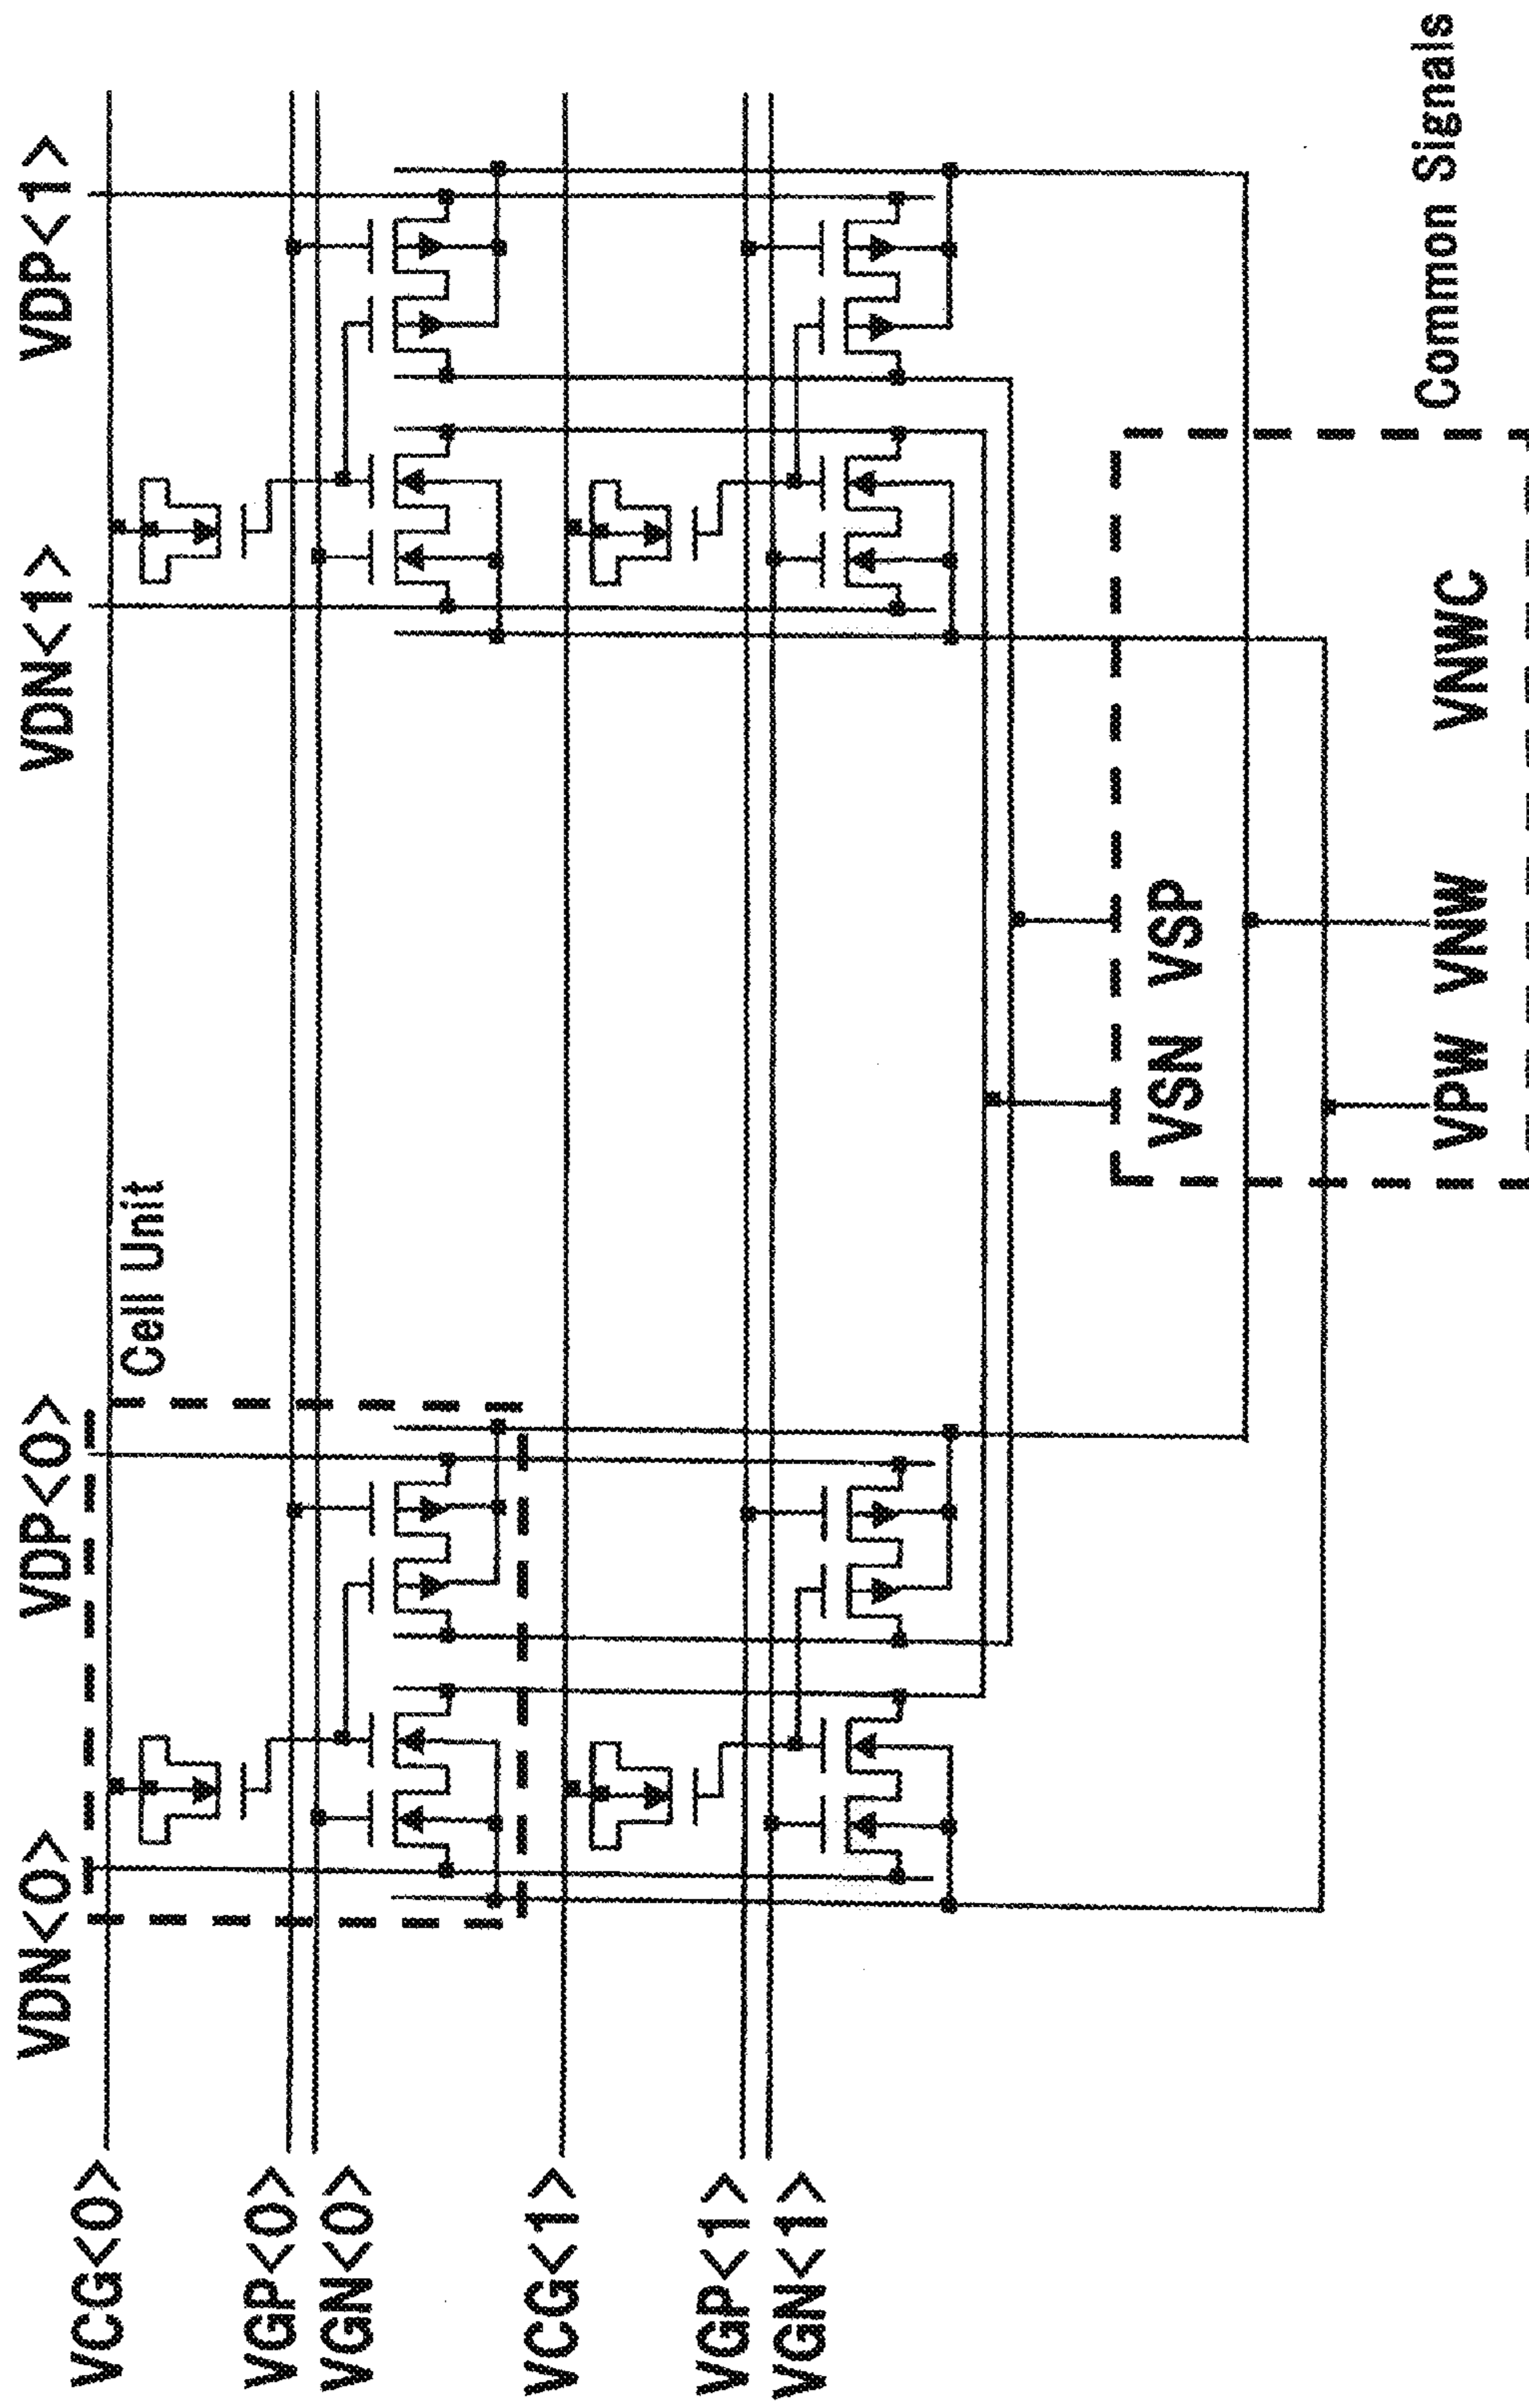 VDN<0>
VDP<0>
VDN<1>
VDP<1>
VCG<0>
Cell Unit
VGP<0>
VGN<0>
VCG<1>
VGP<1>
VGN<1>
VSN VSP
VPW VNW VNWC
Common Signals